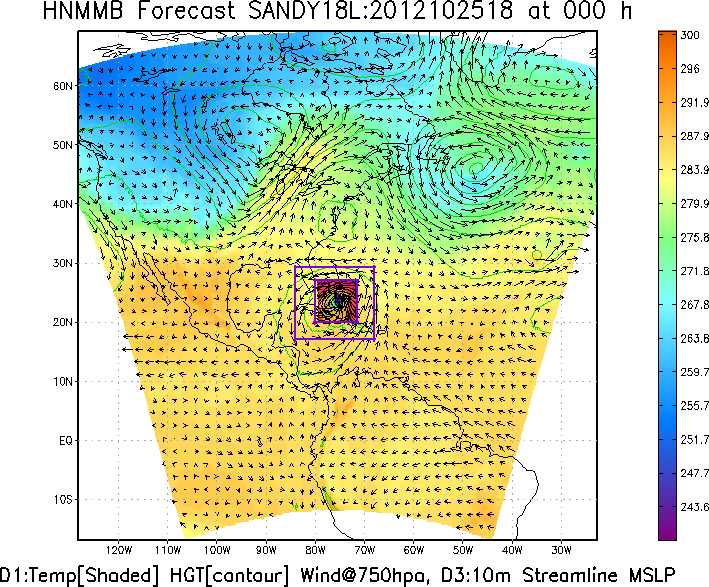 HNMMB Forecast SANDY18L:2012102518 at 000 h
300
296
291.9
287.9
283.9
279.8
275.8
271.8
267.8
263.8
259.7
255.7
251.7
247.7
243.6
60N
50N
40N
30N
20N
10N
EQ
10S
120W 110W 100W 90W 80W 70W 60W 50W 40W 30W
D1:Temp[Shaded] HGT[contour] Wind@750hpa, D3:10m Streamline MSLP